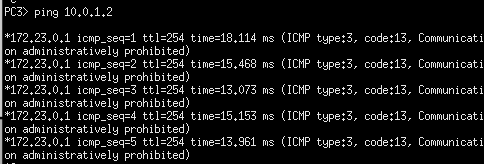 PC3> ping 10.0.1.2
*172.23.0.1 icmp_seq=1 ttl=254 time=18.114 ms (ICMP type:3, code:13, Communicati
on administratively prohibited)
*172.23.0.1 icmp_seq=2 ttl=254 time=15.468 ms (ICMP type:3, code:13, Communicati
on administratively prohibited)
*172.23.0.1 icmp_seq=3 ttl=254 time=13.073 ms (ICMP type:3, code:13, Communicati
on administratively prohibited)
*172.23.0.1 icmp_seq=4 ttl=254 time=15.153 ms (ICMP type:3, code:13, Communicati
on administratively prohibited)
*172.23.0.1 icmp_seq=5 ttl=254 time=13.961 ms (ICMP type:3, code:13, Communicati
on administratively prohibited)